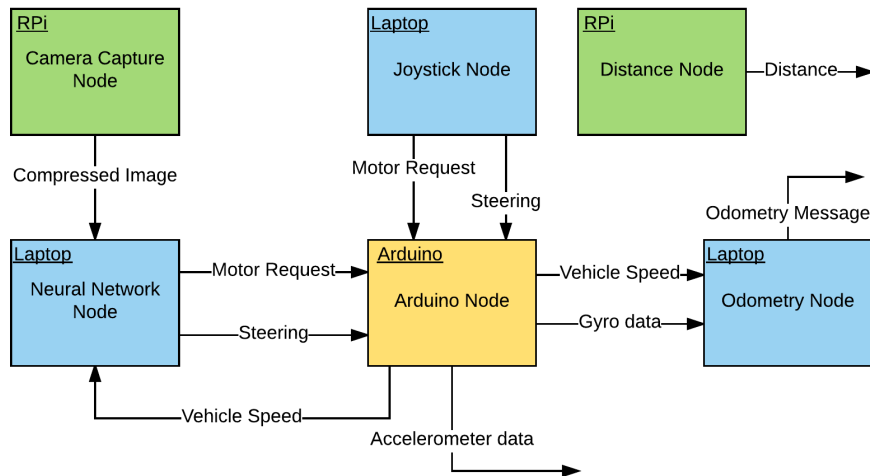 RPi
Camera Capture
Node
Laptop
Joystick Node
RPi
Distance Node
Distance
Compressed Image
Motor Request
Steering
Odometry Message
Laptop
Neural Network
Node
Motor Request
Steering
Arduino
Arduino Node
Vehicle Speed
Gyro data
Laptop
Odometry Node
Vehicle Speed
Accelerometer data